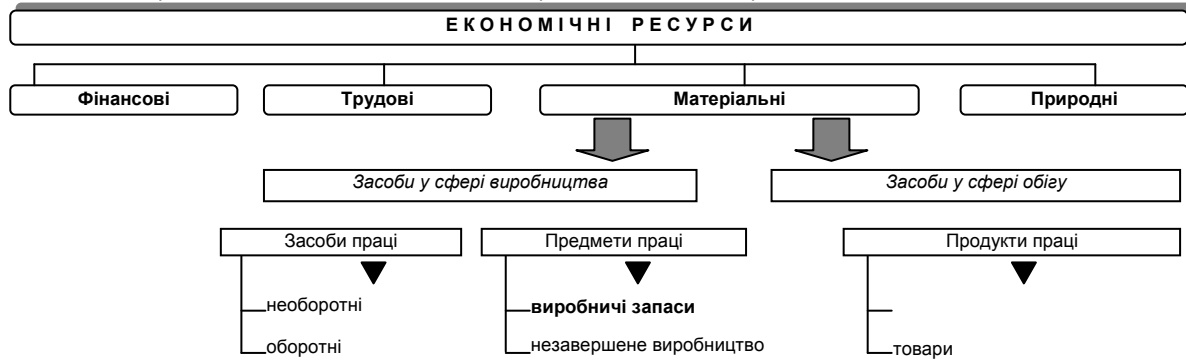 ЕКОНОМІЧНІ РЕСУРСИ
Фінансові Трудові Матеріальні Природні
Засоби у сфері виробництва Засоби у сфері обігу
Засоби праці Предмети праці Продукти праці
необоротні виробничі запаси
оборотні незавершене виробництво товари